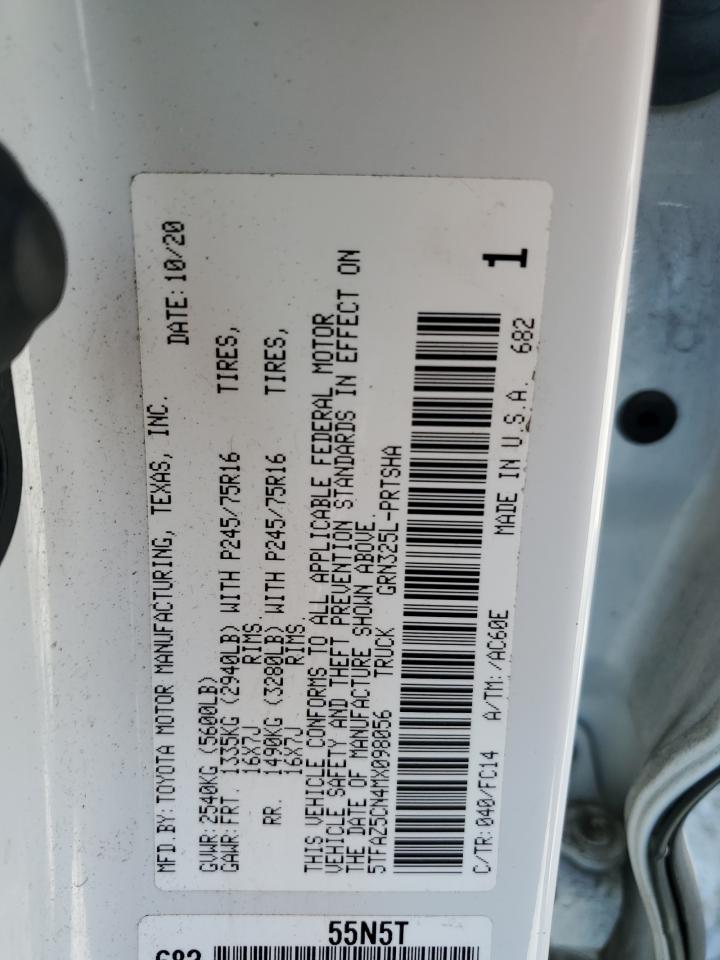 MFD.BY:TOYOTA MOTOR MANUFACTURING, TEXAS, INC.
DATE:10/20
GVWR:2540KG (5600LB)
GAWR:FRT. 1335KG (2940LB) WITH P245/75R16 TIRES,
16X7J RIMS.
RR. 1490KG (3280LB) WITH P245/75R16 TIRES,
16X7J RIMS.
THIS VEHICLE CONFORMS TO ALL APPLICABLE FEDERAL MOTOR
VEHICLE SAFETY AND THEFT PREVENTION STANDARDS IN EFFECT ON
THE DATE OF MANUFACTURE SHOWN ABOVE.
5TFAZ5CN4MX098056 TRUCK GRN325L-PRTSHA
1
C/TR:040/FC14 A/TM:/AC60E MADE IN U.S.A. 682
55N5T
682